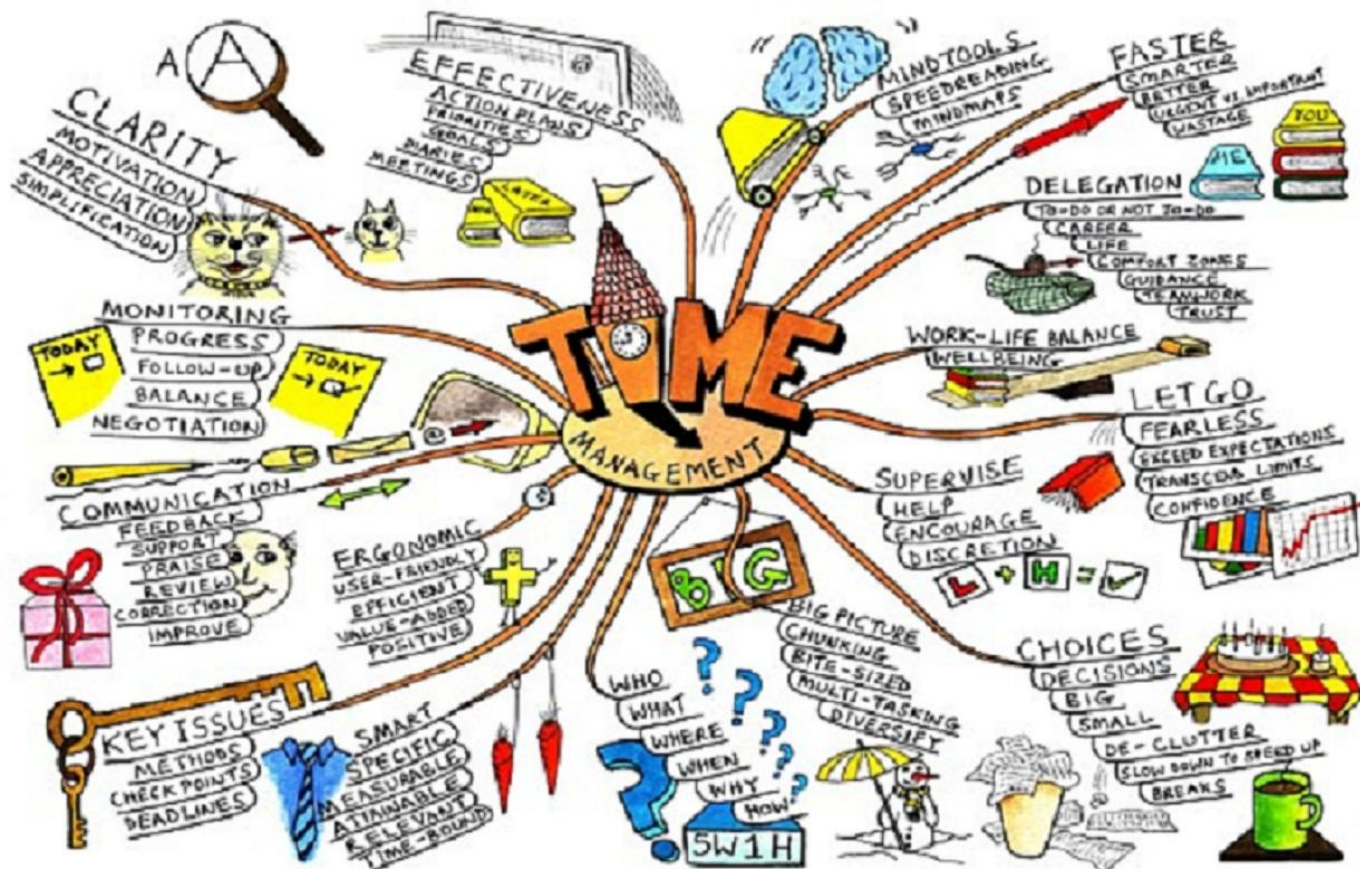 A A
CLARITY
MOTIVATION
APPRECIATION
SIMPLIFICATION
EFFECTIVENESS
ACTION PLANS
PRIORITIES
GOALS
DIARIES
MEETINGS
LATER
MINDTOOLS
SPEEDREADING
MINDMAPS
FASTER
SMARTER
BETTER
URGENT VS IMPORTANT
WASTAGE
YOU
ME
DELEGATION
TO-DO OR NOT TO-DO
CAREER
LIFE
COMFORT ZONES
GUIDANCE
TEAMWORK
TRUST
MONITORING
PROGRESS
FOLLOW-UP
BALANCE
NEGOTIATION
TODAY
TODAY
TIME
MANAGEMENT
WORK-LIFE BALANCE
WELLBEING
LET GO
FEARLESS
EXCEED EXPECTATIONS
LIMITS
CONFIDENCE
COMMUNICATION
FEEDBACK
SUPPORT
PRAISE
REVIEW
CORRECTION
IMPROVE
@
ERGONOMIC
USER-FRIENDLY
EFFICIENT
VALUE-ADDED
POSITIVE
SUPERVISE
HELP
ENCOURAGE
DISCRETION
L + H =
BIG
BIG PICTURE
CHUNKING
BITE-SIZED
MULTI-TASKING
DIVERSIFY
CHOICES
DECISIONS
BIG
SMALL
DE-CLUTTER
SLOW DOWN TO SPEED UP
BREAKS
KEY ISSUES
METHODS
CHECKPOINTS
DEADLINES
SMART
SPECIFIC
MEASURABLE
ATTAINABLE
RELEVANT
TIME-BOUND
WHO
WHAT
WHERE
WHEN
WHY
HOW
5W1H